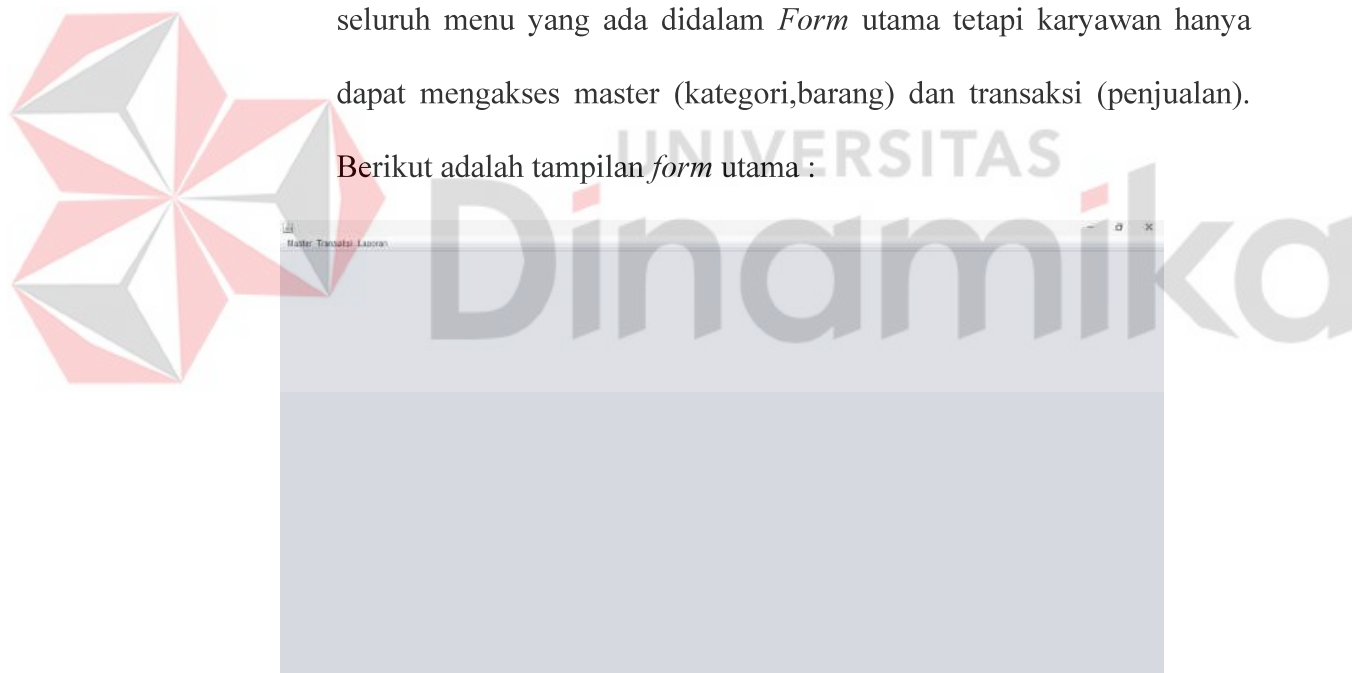 seluruh menu yang ada didalam Form utama tetapi karyawan hanya
dapat mengakses master (kategori,barang) dan transaksi (penjualan).
UNIVERSITAS
Berikut adalah tampilan form utama :
Dinamika
Master Transaksi Laporan